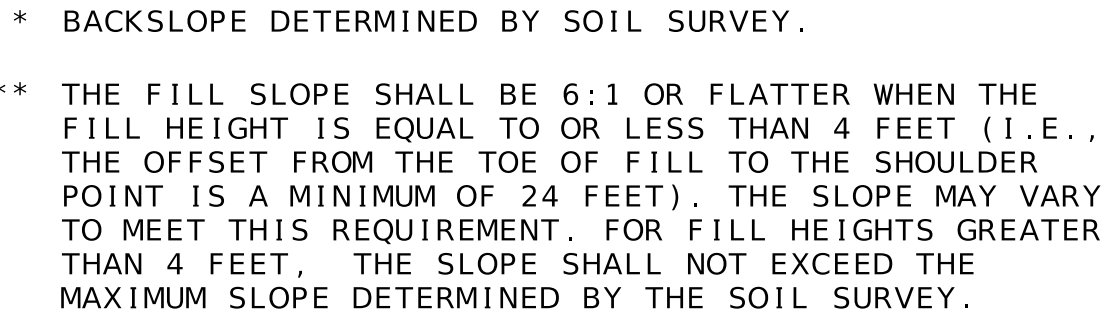 * BACKSLOPE DETERMINED BY SOIL SURVEY.
** THE FILL SLOPE SHALL BE 6:1 OR FLATTER WHEN THE
FILL HEIGHT IS EQUAL TO OR LESS THAN 4 FEET (I.E.,
THE OFFSET FROM THE TOE OF FILL TO THE SHOULDER
POINT IS A MINIMUM OF 24 FEET). THE SLOPE MAY VARY
TO MEET THIS REQUIREMENT. FOR FILL HEIGHTS GREATER
THAN 4 FEET, THE SLOPE SHALL NOT EXCEED THE
MAXIMUM SLOPE DETERMINED BY THE SOIL SURVEY.